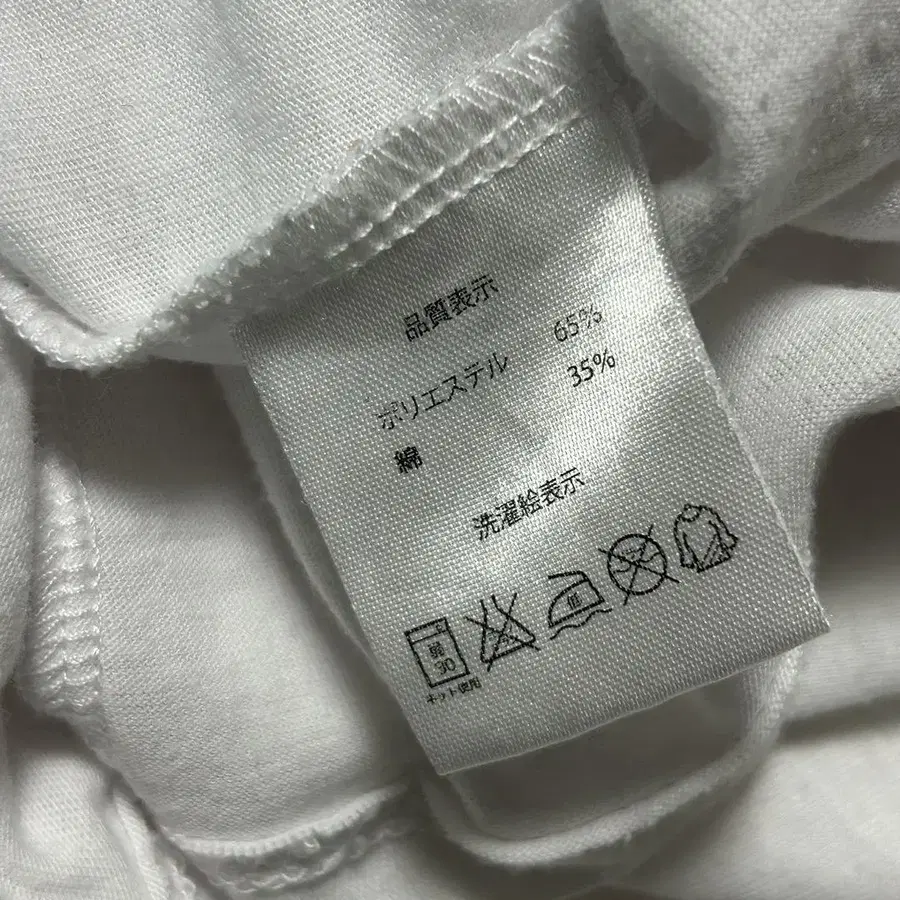 品質表示
ポリエステル 65%
綿 35%
洗濯絵表示
弱
30
ネット使用